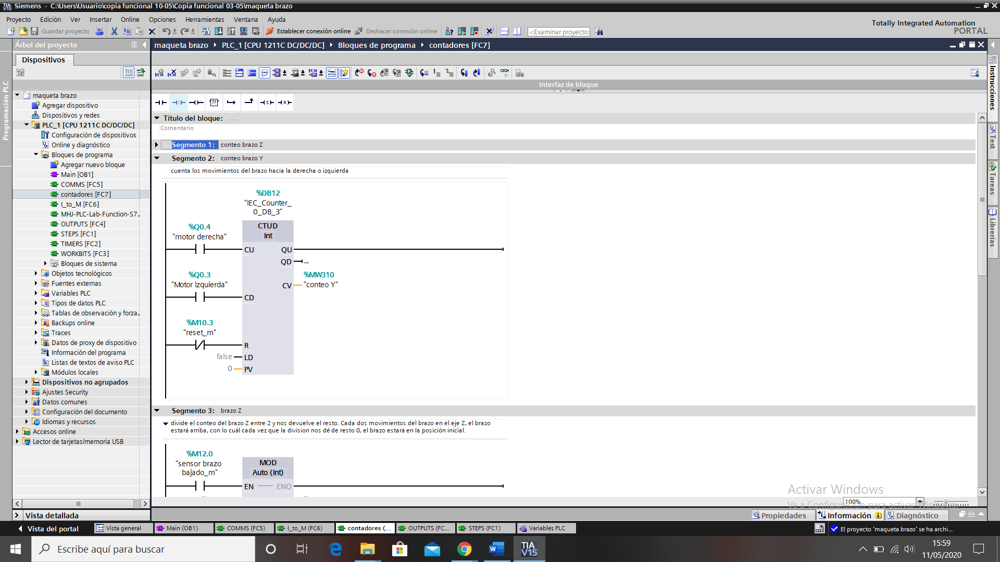 Siemens - C:\Users\Usuario\copia funcional 10-05\Copia funcional 03-05\maqueta brazo
Proyecto Edición Ver Insertar Online Opciones Herramientas Ventana Ayuda
Totally Integrated Automation
PORTAL
Guardar proyecto
Establecer conexión online
Deshacer conexión online
<Examinar proyecto>
Árbol del proyecto
maqueta brazo PLC_1 [CPU 1211C DC/DC/DC] Bloques de programa contadores [FC7]
Dispositivos
Programación PLC
Interfaz de bloque
maqueta brazo
Agregar dispositivo
Dispositivos y redes
PLC_1 [CPU 1211C DC/DC/DC]
Configuración de dispositivos
Online y diagnóstico
Bloques de programa
Agregar nuevo bloque
Main [OB1]
COMMS [FC5]
contadores [FC7]
I_to_M [FC6]
MHJ-PLC-Lab-Function-S7..
OUTPUTS [FC4]
STEPS [FC1]
TIMERS [FC2]
WORKBITS [FC3]
Bloques de sistema
Objetos tecnológicos
Fuentes externas
Variables PLC
Tipos de datos PLC
Tablas de observación y forza..
Backups online
Traces
Datos de proxy de dispositivo
Información del programa
Listas de textos de aviso PLC
Módulos locales
Dispositivos no agrupados
Ajustes Security
Datos comunes
Configuración del documento
Idiomas y recursos
Accesos online
Lector de tarjetas/memoria USB
Vista detallada
Título del bloque: .....
Comentario
Segmento 1: conteo brazo Z
Segmento 2: conteo brazo Y
cuenta los movimientos del brazo hacia la derecha o izquierda
%DB12
"IEC_Counter_
0_DB_3"
CTUD
Int
%Q0.4
"motor derecha"
CU QU
QD ...
%Q0.3
"Motor izquierda"
%MW310
CV "conteo Y"
CD
%M10.3
"reset_m"
R
false LD
0 PV
Segmento 3: brazo Z
divide el conteo del brazo Z entre 2 y nos devuelve el resto. Cada dos movimientos del brazo en el eje Z, el brazo
estará arriba, con lo cuál cada vez que la division nos dé de resto 0, el brazo estará en la posición inicial.
%M12.0
"sensor brazo
bajado_m"
MOD
Auto (Int)
EN ENO
Instrucciones
Test
Tareas
Librerías
Activar Windows
Ve a Configuración para activar Windows.
100%
Propiedades Información Diagnóstico
Vista del portal
Vista general
Main (OB1)
COMMS (FC5)
I_to_M (FC6)
contadores (...
OUTPUTS (FC...
STEPS (FC1)
Variables PLC
El proyecto 'maqueta brazo' se ha archi...
Escribe aquí para buscar
TIA
V15
15:59
11/05/2020